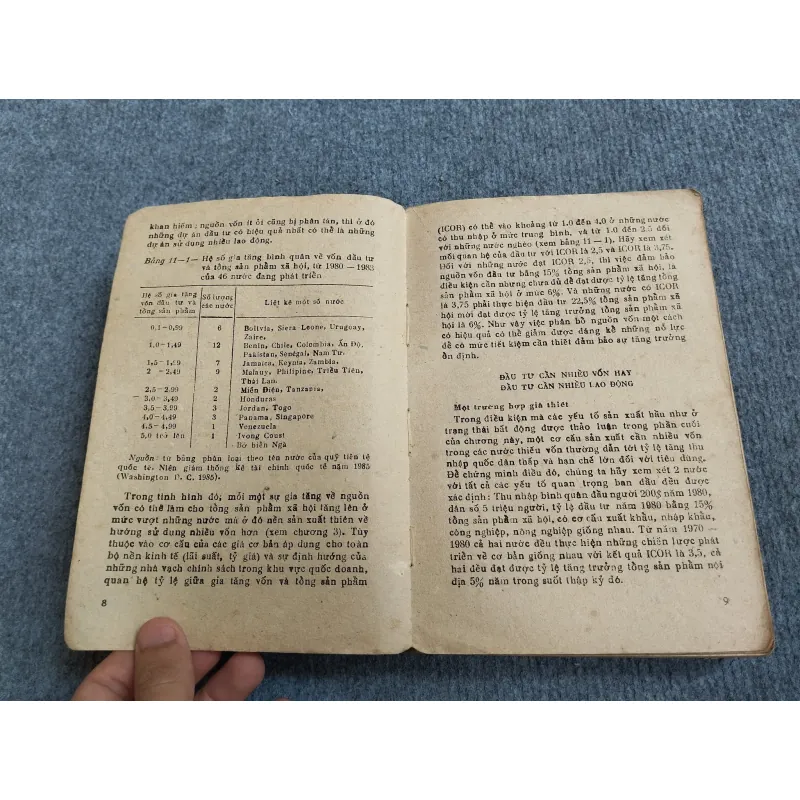 khan hiếm; nguồn vốn ít ỏi cũng bị phân tán, thì ở đó
những dự án đầu tư có hiệu quả nhất có thể là những
dự án sử dụng nhiều lao động.
Bảng 11—1— Hệ số gia tăng bình quân về vốn đầu tư
và tổng sản phẩm xã hội, từ 1980 — 1983
của 46 nước đang phát triển
Hệ số gia tăng vốn đầu tư và tổng sản phẩm
Số lượng các nước
Liệt kê một số nước
0,1-0,99 6 Bolivia, Siera Leone, Uruguay,
Zaire.
1,0-1,49 12 Benin, Chile, Colombia, Ấn Độ,
Pakistan, Sénégal, Nam Tư.
1,5-1,99 7 Jamaica, Keynta, Zambia.
2 -2,49 9 Malauy, Philipine, Triều Tiên,
Thái Lan.
2,5-2,99 2 Miến Điện, Tanzapia,
3,0-3,49 2 Honduras
3,5-3,99 3 Jordan, Togo
4,0-4,49 3 Panama, Singapore
4,5-4,99 1 Venezuela
5,0 trở lên 1 Ivong Coust
Bờ biển Ngà
Nguồn: từ bảng phân loại theo tên nước của quỹ tiền tệ
quốc tế. Niên giám thống kê tài chính quốc tế năm 1985
(Washington D. C. 1985).
Trong tình hình đó, mỗi một sự gia tăng về nguồn
vốn có thể làm cho tổng sản phẩm xã hội tăng lên ở
mức vượt những nước mà ở đó nền sản xuất thiên về
hướng sử dụng nhiều vốn hơn (xem chương 3). Tùy
thuộc vào cơ cấu của các giá cơ bản áp dụng cho toàn
bộ nền kinh tế (lãi suất, tỷ giá) và sự định hướng của
những nhà vạch chính sách trong khu vực quốc doanh,
quan hệ tỷ lệ giữa gia tăng vốn và tổng sản phẩm
8
(ICOR) có thể vào khoảng từ 1.0 đến 4.0 ở những nước
có thu nhập ở mức trung bình, và từ 1.0 đến 2.5 đối
với những nước nghèo (xem bảng 11 — 1). Hãy xem xét
mối quan hệ của đầu tư với ICOR là 2,5 và ICOR là 3,75.
Đối với những nước đạt ICOR 2,5, thì việc đảm bảo
nguồn vốn đầu tư bằng 15% tổng sản phẩm xã hội, là
điều kiện cần nhưng chưa đủ để đạt được tỷ lệ tăng tổng
sản phẩm xã hội ở mức 6%. Và những nước có ICOR
là 3,75 phải thực hiện đầu tư 22,5% tổng sản phẩm xã
hội mới đạt được tỷ lệ tăng trưởng tổng sản phẩm xã
hội là 6%. Như vậy việc phân bố nguồn vốn một cách
có hiệu quả có thể giảm được đáng kể những nỗ lực
để có mức tiết kiệm cần thiết đảm bảo sự tăng trưởng
ổn định.
ĐẦU TƯ CẦN NHIỀU VỐN HAY
ĐẦU TƯ CẦN NHIỀU LAO ĐỘNG
Một trường hợp giả thiết
Trong điều kiện mà các yếu tố sản xuất hầu như ở
trạng thái bất động được thảo luận trong phần cuối
của chương này, một cơ cấu sản xuất cần nhiều vốn
trong các nước thiếu vốn thường dẫn tới tỷ lệ tăng thu
nhập quốc dân thấp và hạn chế lớn đối với tiêu dùng.
Để chứng minh điều đó, chúng ta hãy xem xét 2 nước
với tất cả các yếu tố quan trọng ban đầu đều được
xác định: Thu nhập bình quân đầu người 200$ năm 1980,
dân số 5 triệu người, tỷ lệ đầu tư năm 1980 bằng 15%
tổng sản phẩm xã hội, có cơ cấu xuất khẩu, nhập khẩu,
công nghiệp, nông nghiệp giống nhau. Từ năm 1970 —
1980 cả hai nước đều thực hiện những chiến lược phát
triển về cơ bản giống nhau với kết quả ICOR là 3,5, cả
hai đều đạt được tỷ lệ tăng trưởng tổng sản phẩm nội
địa 5% năm trong suốt thập kỷ đó.
9